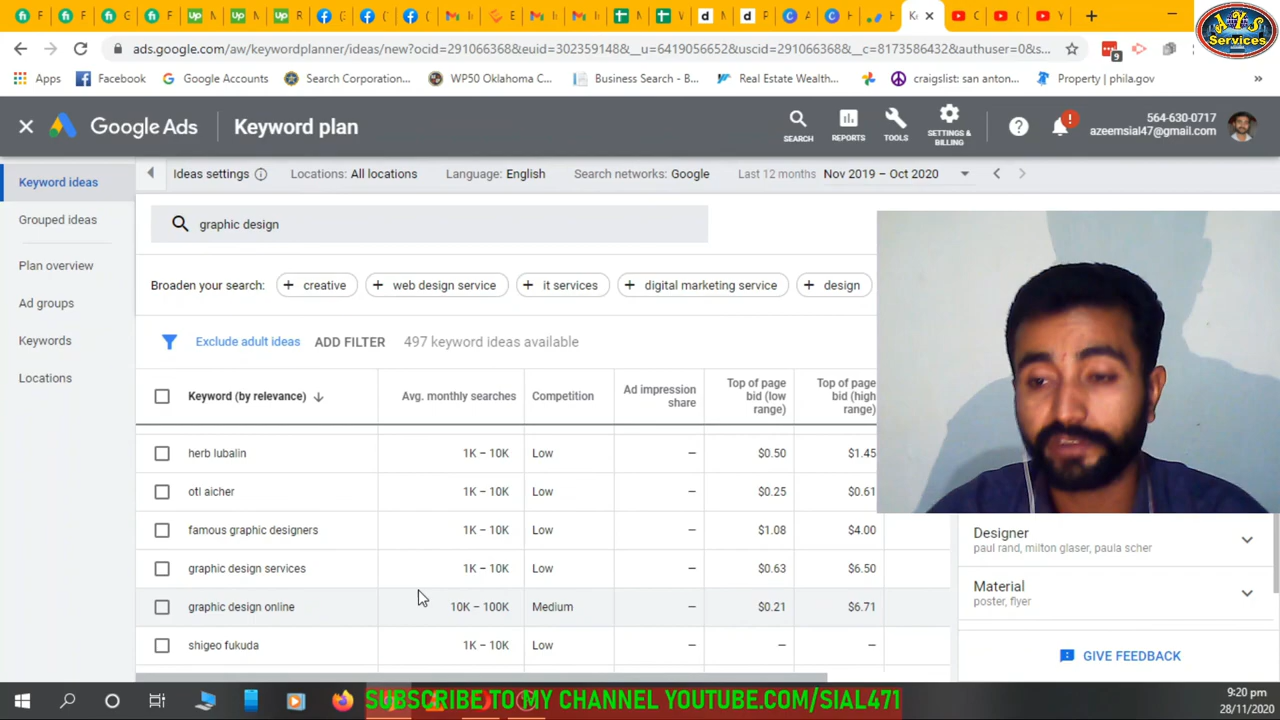 fi F fi F fi F fi F Up Up Up M
ads.google.com/aw/keywordplanner/ideas/new?ocid=291066368&euid=302359148&__u=6419056652&uscid=291066368&__c=8173586432&authuser=0&s... 9
AYS Services
Apps Facebook Google Accounts Search Corporation... WP50 Oklahoma C... Business Search - B... Real Estate Wealth... craigslist: san anton... Property | phila.gov »
Google Ads Keyword plan SEARCH REPORTS TOOLS SETTINGS & BILLING ? ! 564-630-0717
azeemsial47@gmail.com
Keyword ideas
Grouped ideas
Plan overview
Ad groups
Keywords
Locations
Ideas settings Locations: All locations Language: English Search networks: Google Last 12 months Nov 2019 – Oct 2020
graphic design
Broaden your search: + creative + web design service + it services + digital marketing service + design
Exclude adult ideas ADD FILTER 497 keyword ideas available
Keyword (by relevance) Avg. monthly searches Competition Ad impression share Top of page bid (low range) Top of page bid (high range)
herb lubalin 1K – 10K Low – $0.50 $1.45
otl aicher 1K – 10K Low – $0.25 $0.61
famous graphic designers 1K – 10K Low – $1.08 $4.00
graphic design services 1K – 10K Low – $0.63 $6.50
graphic design online 10K – 100K Medium – $0.21 $6.71
shigeo fukuda 1K – 10K Low – – –
Designer
paul rand, milton glaser, paula scher
Material
poster, flyer
GIVE FEEDBACK
SUBSCRIBE TO MY CHANNEL YOUTUBE.COM/SIAL471
9:20 pm
28/11/2020